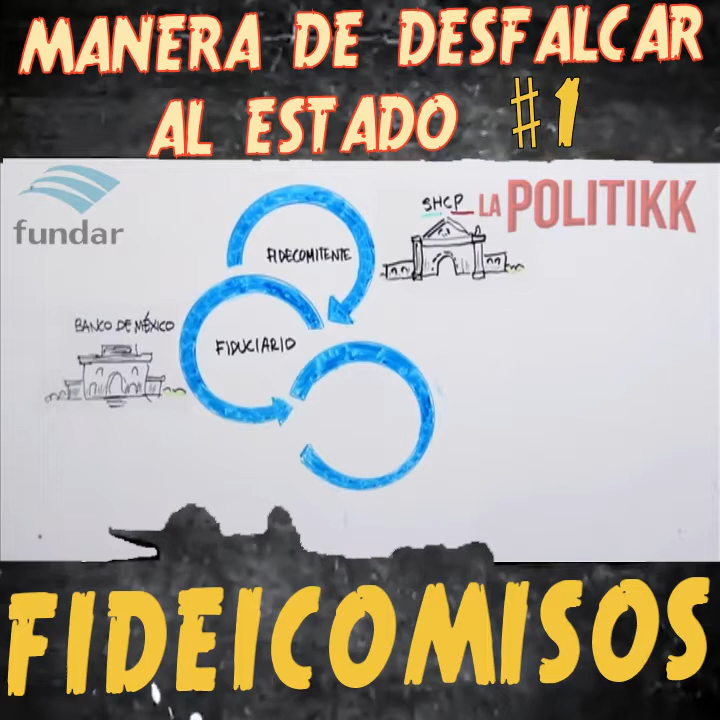 MANERA DE DESFALCAR
AL ESTADO #1
fundar
SHCP
LA POLITIKK
FIDECOMITENTE
BANCO DE MÉXICO
FIDUCIARIO
FIDEICOMISOS